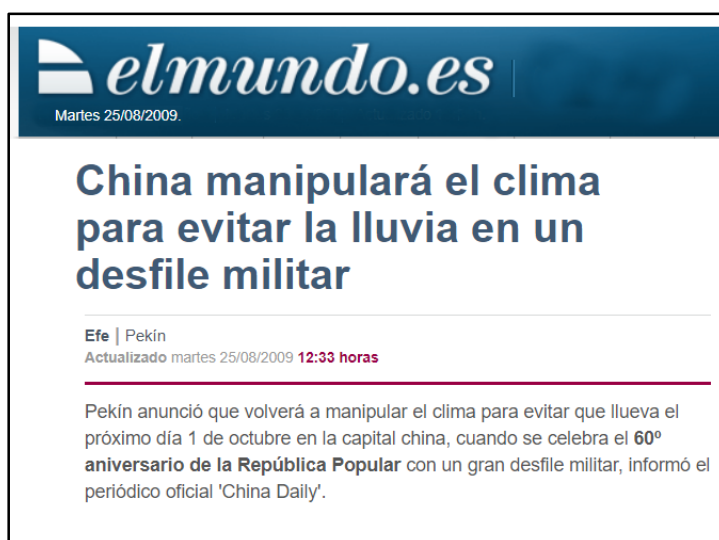 elmundo.es
Martes 25/08/2009.
China manipulará el clima
para evitar la lluvia en un
desfile militar
Efe | Pekín
Actualizado martes 25/08/2009 12:33 horas
Pekín anunció que volverá a manipular el clima para evitar que llueva el
próximo día 1 de octubre en la capital china, cuando se celebra el 60º
aniversario de la República Popular con un gran desfile militar, informó el
periódico oficial 'China Daily'.